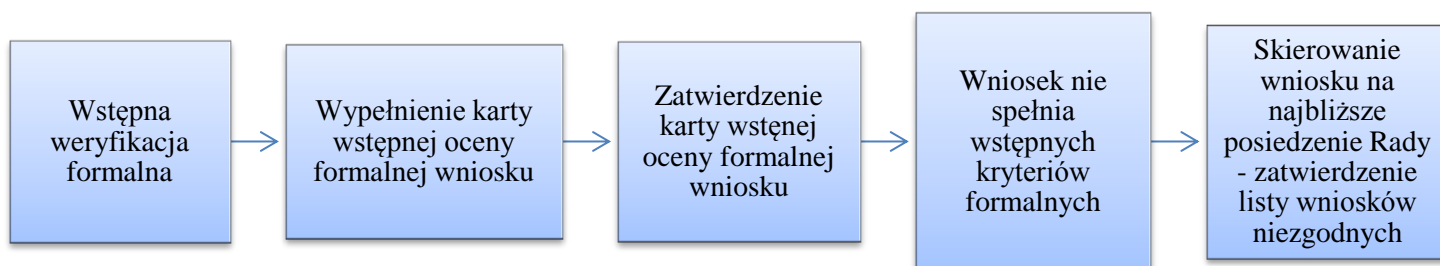 Wstępna
weryfikacja
formalna
Wypełnienie karty
wstępnej oceny
formalnej wniosku
Zatwierdzenie
karty wstęnej
oceny formalnej
wniosku
Wniosek nie
spełnia
wstępnych
kryteriów
formalnych
Skierowanie
wniosku na
najbliższe
posiedzenie Rady
- zatwierdzenie
listy wniosków
niezgodnych